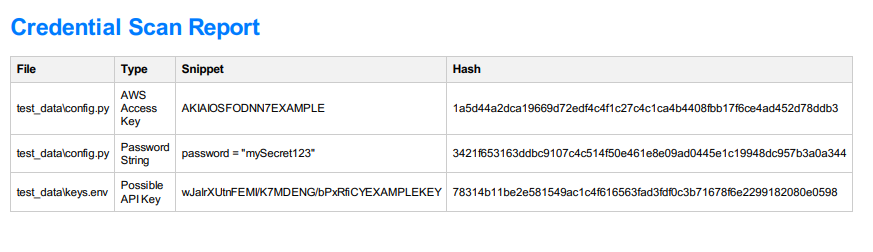 Credential Scan Report
File Type Snippet Hash
test_data\config.py AWS Access Key AKIAIOSFODNN7EXAMPLE 1a5d44a2dca19669d72edf4c4f1c27c4c1ca4b4408fbb17f6ce4ad452d78ddb3
test_data\config.py Password String password = "mySecret123" 3421f653163ddbc9107c4c514f50e461e8e09ad0445e1c19948dc957b3a0a344
test_data\keys.env Possible API Key wJalrXUtnFEMI/K7MDENG/bPxRfiCYEXAMPLEKEY 78314b11be2e581549ac1c4f616563fad3fdf0c3b71678f6e2299182080e0598